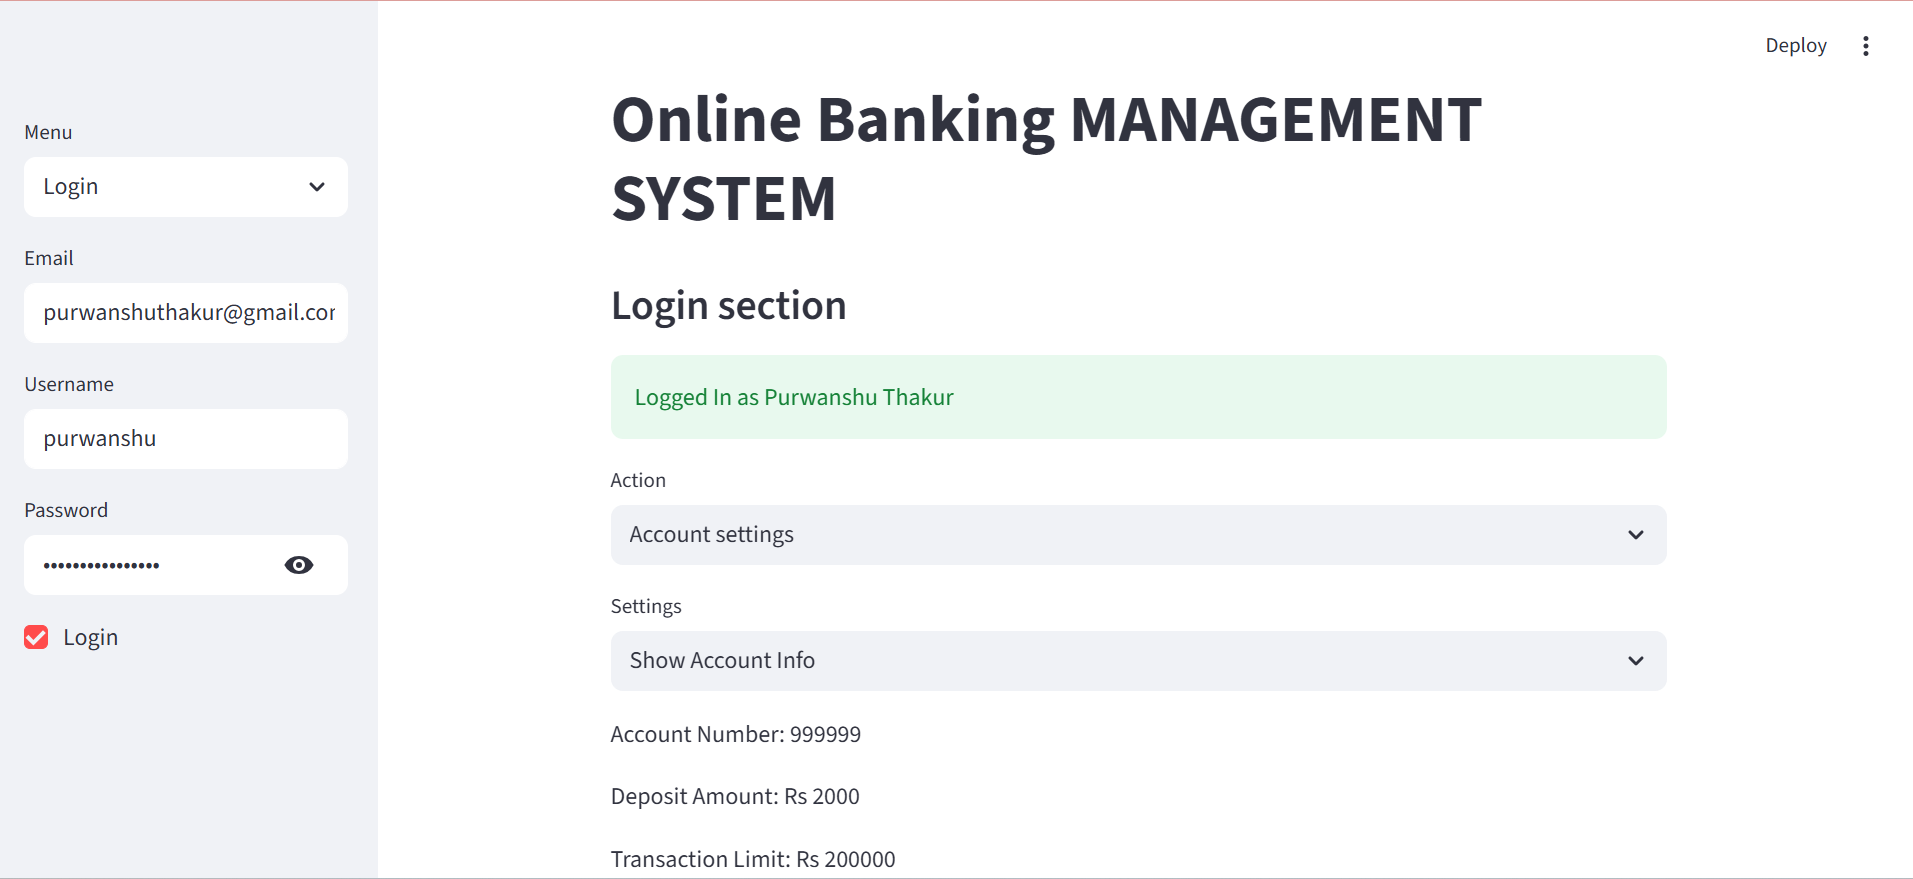 Deploy
Menu
Login
Email
purwanshuthakur@gmail.cor
Username
purwanshu
Password
••••••••••••••••
Login
Online Banking MANAGEMENT
SYSTEM
Login section
Logged In as Purwanshu Thakur
Action
Account settings
Settings
Show Account Info
Account Number: 999999
Deposit Amount: Rs 2000
Transaction Limit: Rs 200000